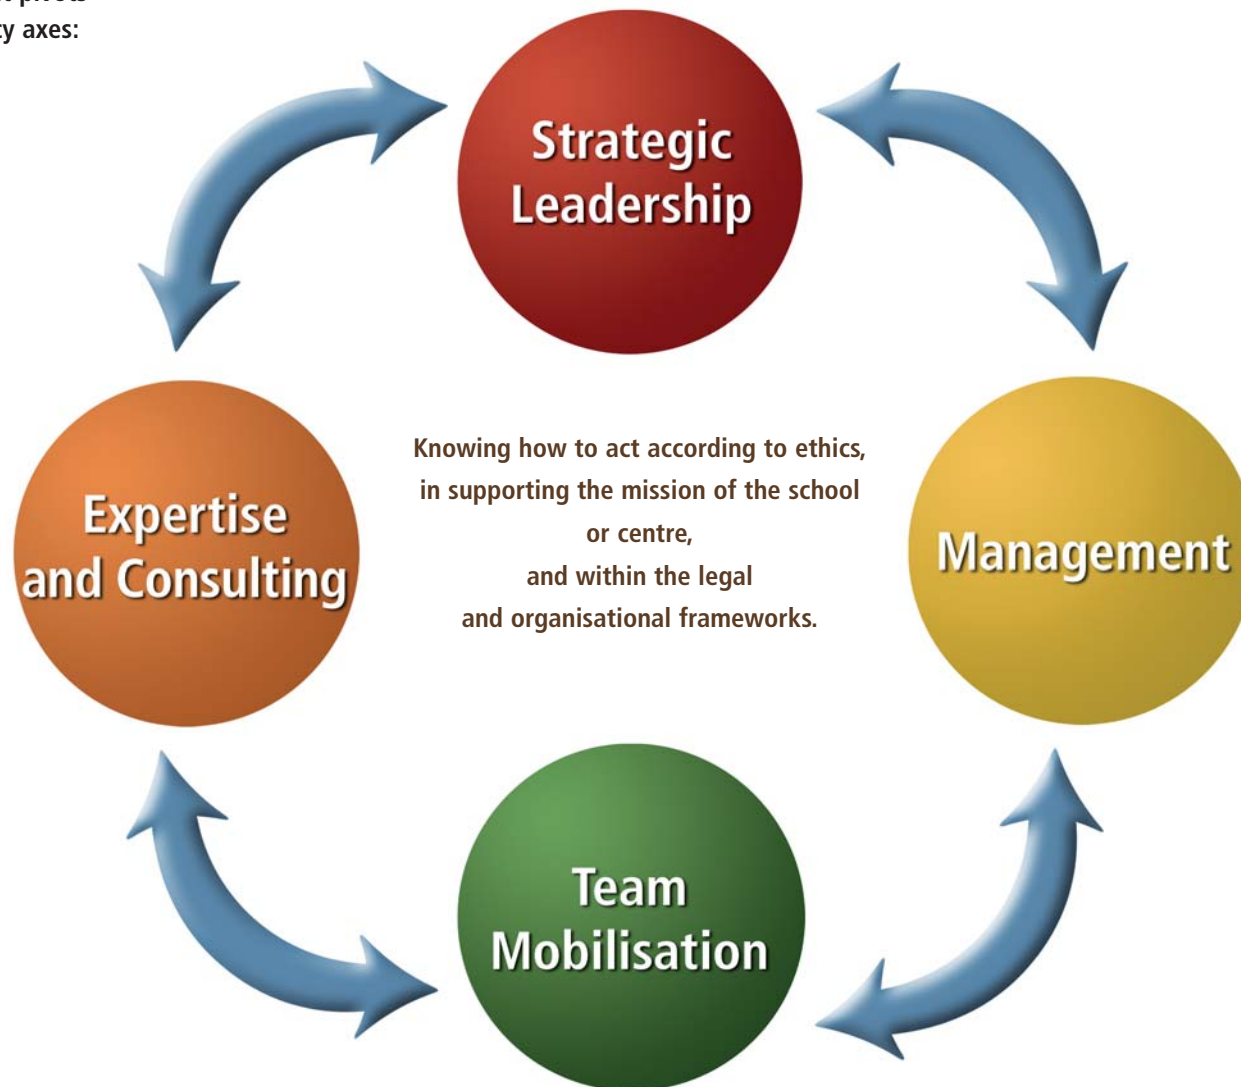 pivots
axes:
Strategic
Leadership
Expertise
and Consulting
Knowing how to act according to ethics,
in supporting the mission of the school
or centre,
and within the legal
and organisational frameworks.
Management
Team
Mobilisation